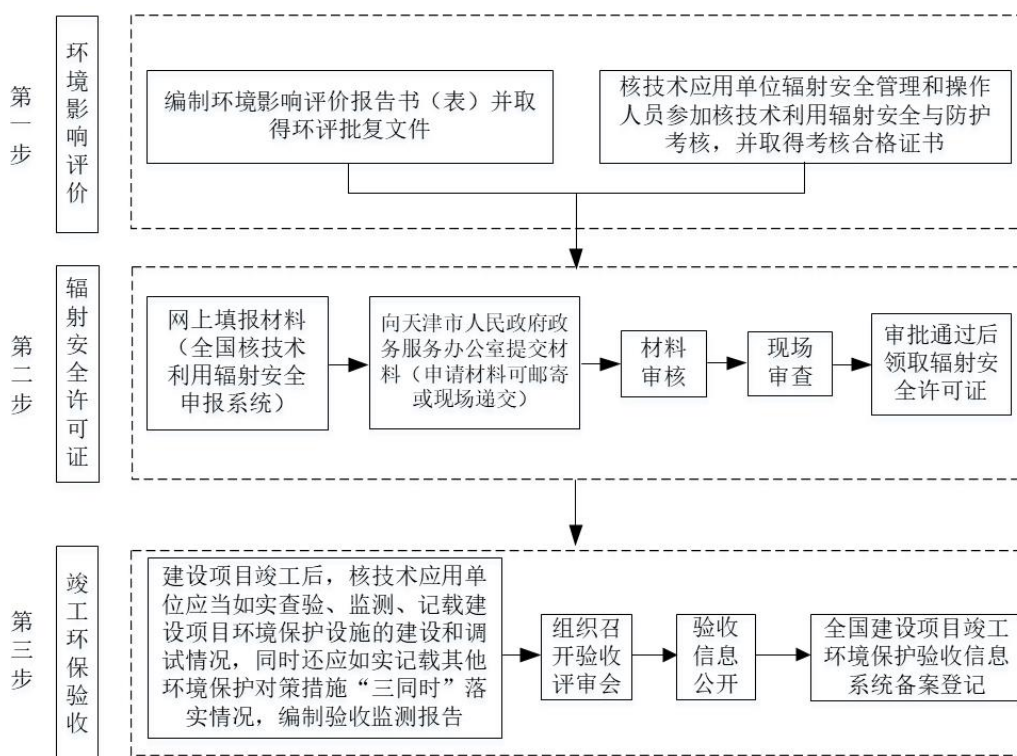 第一步
环境影响评价
编制环境影响评价报告书（表）并取
得环评批复文件
核技术应用单位辐射安全管理和操作
人员参加核技术利用辐射安全与防护
考核，并取得考核合格证书
第二步
辐射安全许可证
网上填报材料
（全国核技术
利用辐射安全
申报系统）
向天津市人民政府政
务服务办公室提交材
料（申请材料可邮寄
或现场递交）
材料
审核
现场
审查
审批通过后
领取辐射安
全许可证
第三步
竣工环保验收
建设项目竣工后，核技术应用单
位应当如实查验、监测、记载建
设项目环境保护设施的建设和调
试情况，同时还应如实记载其他
环境保护对策措施“三同时”落
实情况，编制验收监测报告
组织召
开验收
评审会
验收
信息
公开
全国建设项目竣工
环境保护验收信息
系统备案登记